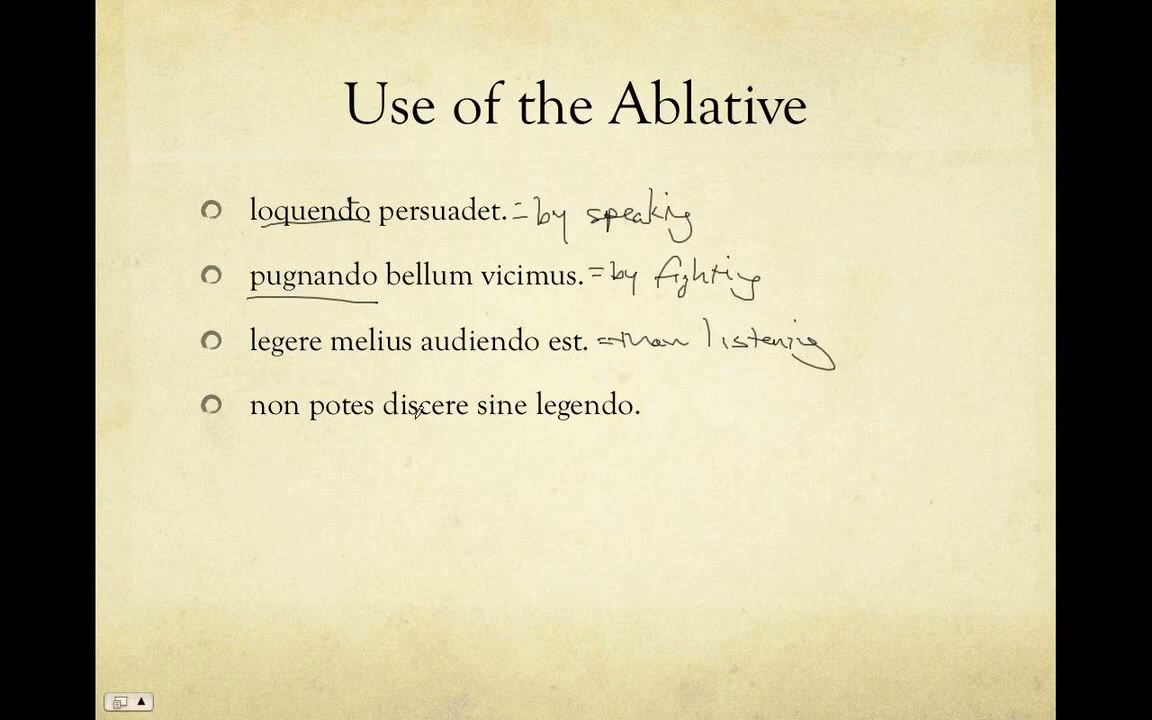 Use of the Ablative
loquendo persuadet. = by speaking
pugnando bellum vicimus. = by fighting
legere melius audiendo est. = than listening
non potes discere sine legendo.